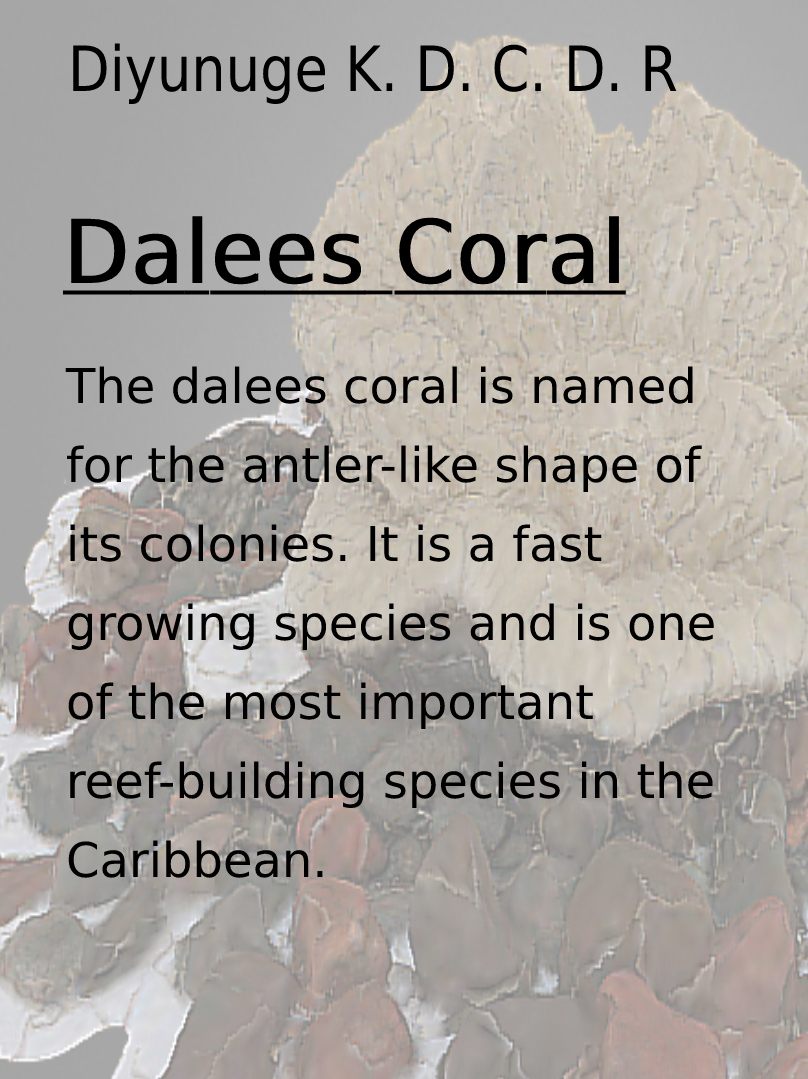 Diyunuge K. D. C. D. R
Dalees Coral
The dalees coral is named
for the antler-like shape of
its colonies. It is a fast
growing species and is one
of the most important
reef-building species in the
Caribbean.